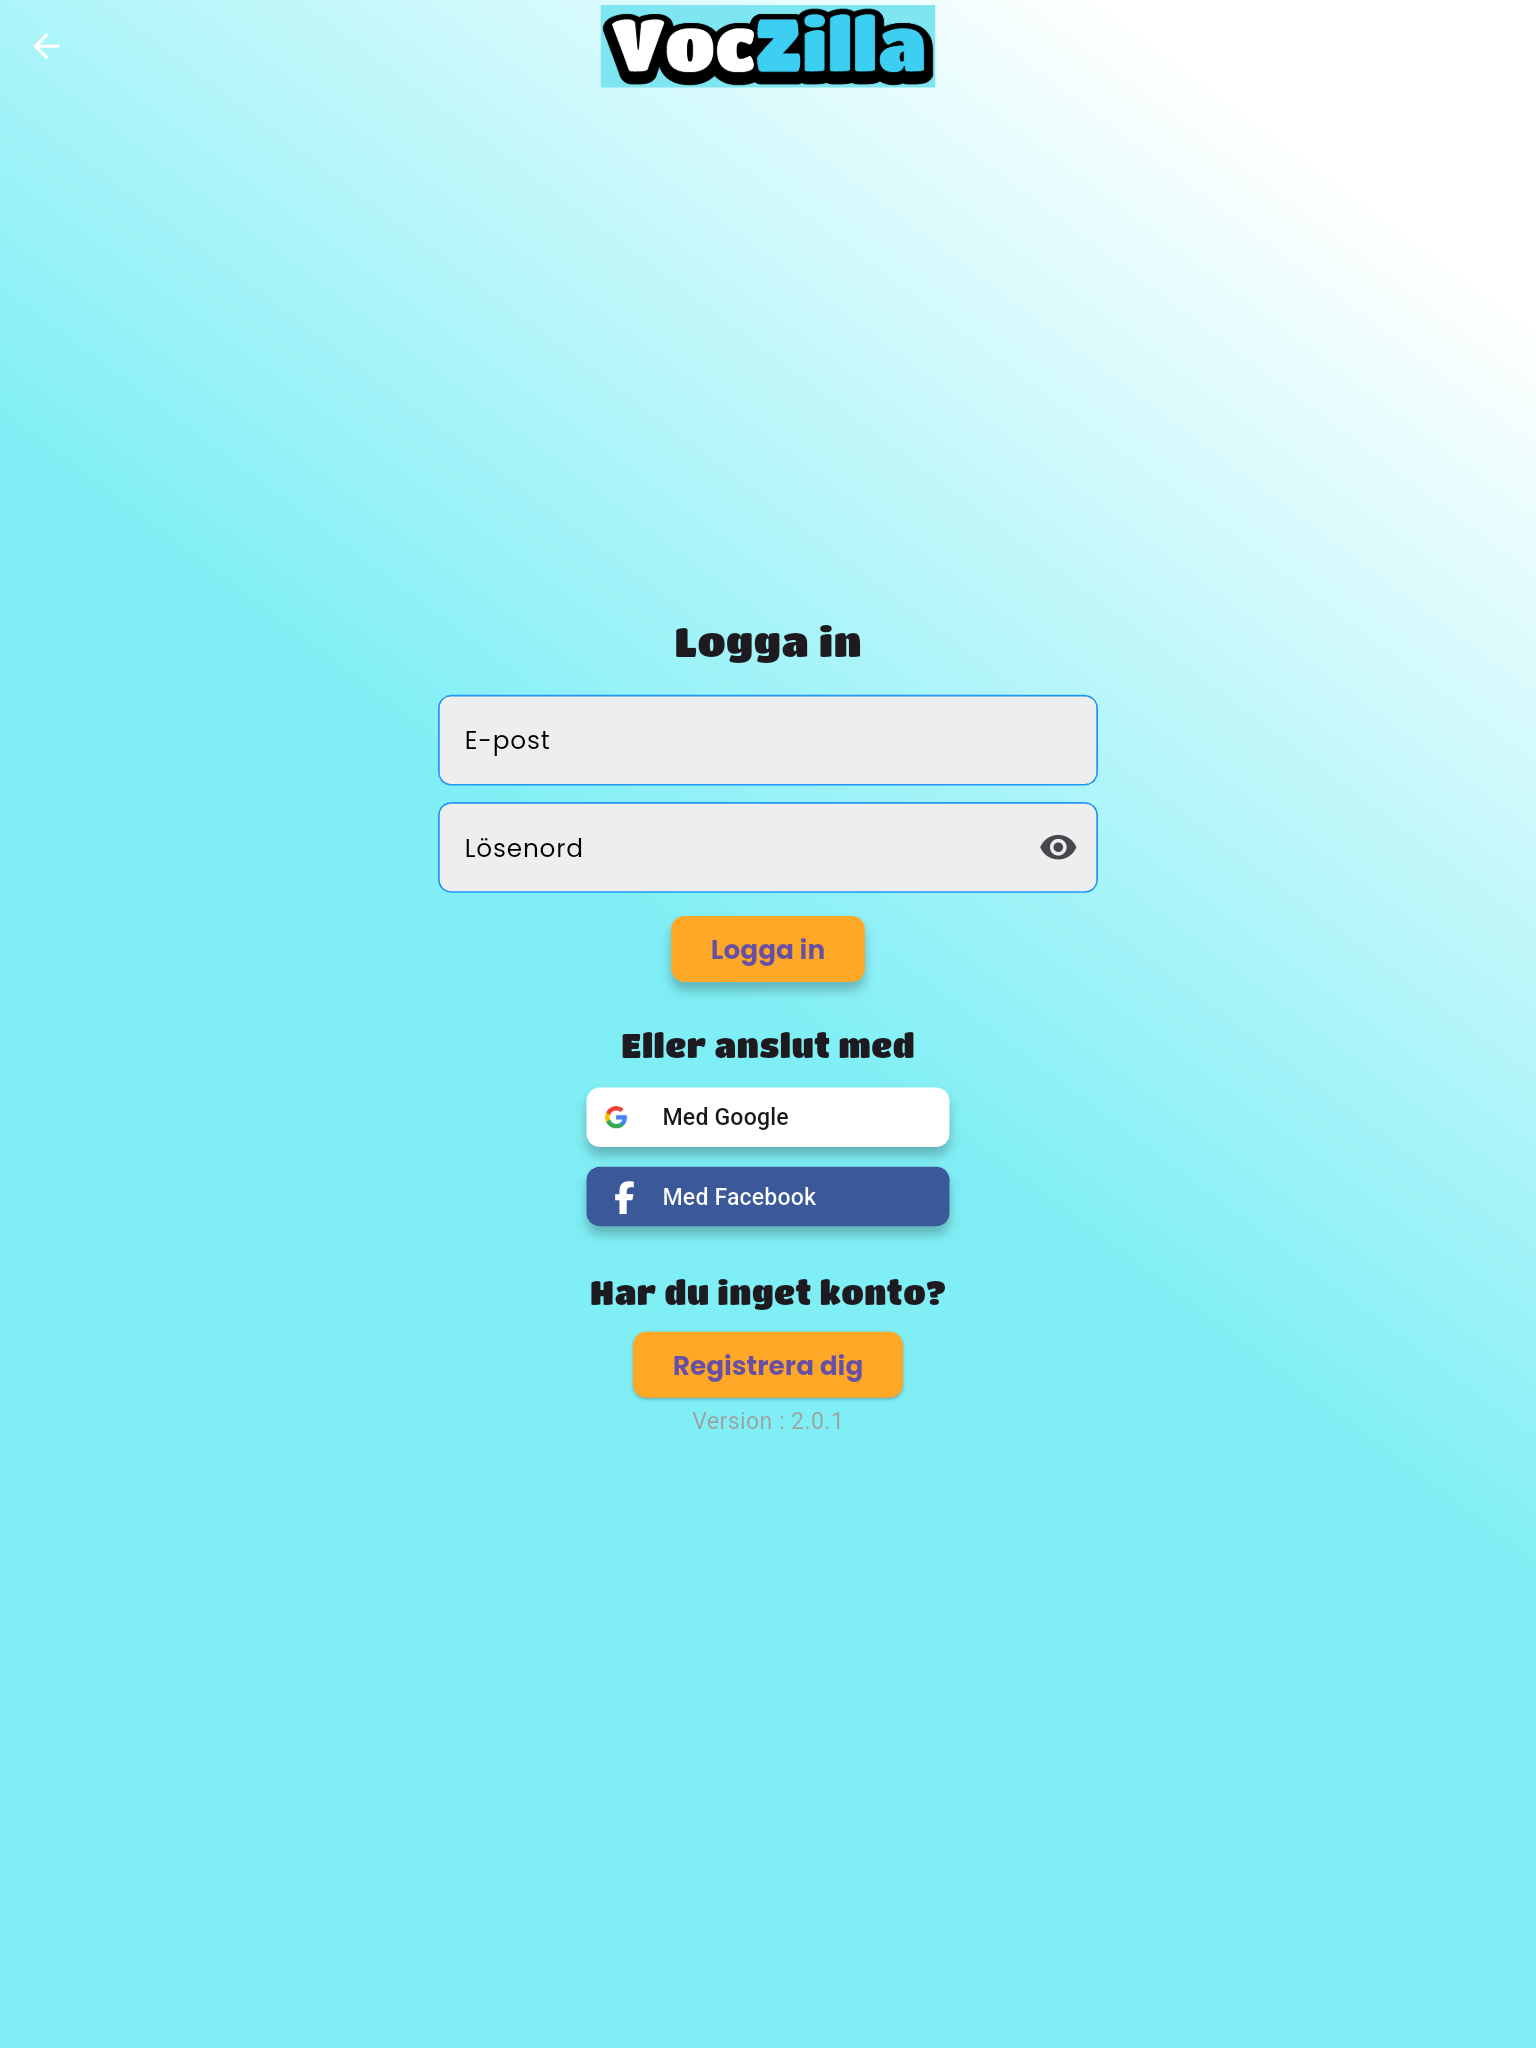 VocZilla
Logga in
E-post
Lösenord
Logga in
Eller anslut med
Med Google
Med Facebook
Har du inget konto?
Registrera dig
Version : 2.0.1